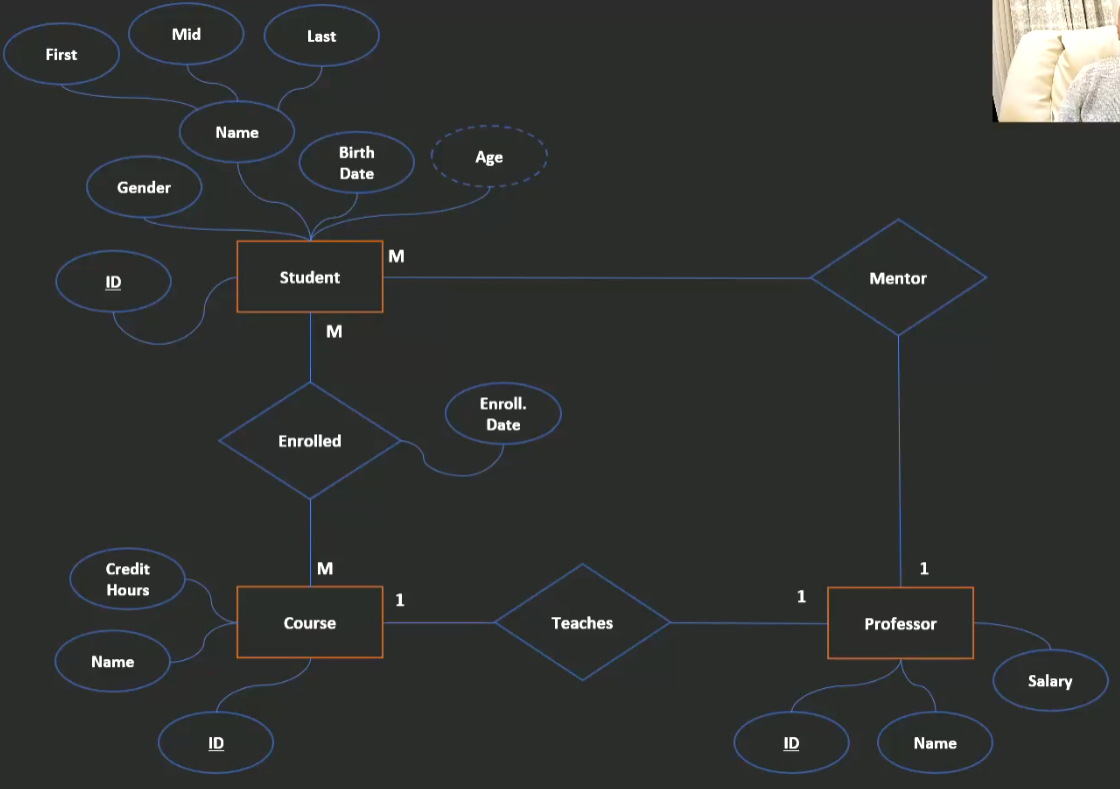 First
Mid
Last
Name
Birth
Date
Age
Gender
ID
Student
M
Mentor
M
Enroll.
Date
Enrolled
M
1
Credit
Hours
Course
1
Teaches
1
Professor
Name
Salary
ID
ID
Name